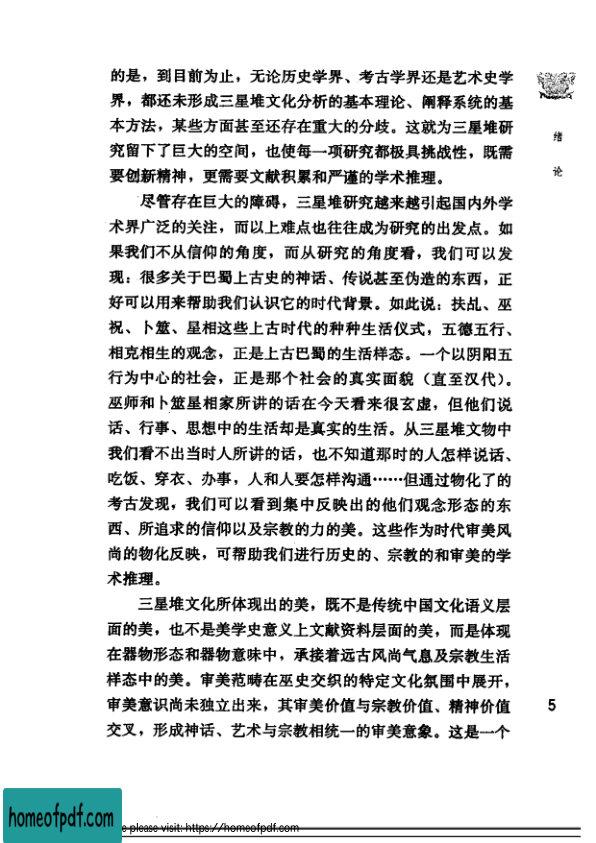 的是，到目前为止，无论历史学界、考古学界还是艺术史学
界，都还未形成三星堆文化分析的基本理论、阐释系统的基
本方法，某些方面甚至还存在重大的分歧。这就为三星堆研
究留下了巨大的空间，也使每一项研究都极具挑战性，既需
要创新精神，更需要文献积累和严谨的学术推理。
尽管存在巨大的障碍，三星堆研究越来越引起国内外学
术界广泛的关注，而以上难点也往往成为研究的出发点。如
果我们不从信仰的角度，而从研究的角度看，我们可以发
现：很多关于巴蜀上古史的神话、传说甚至伪造的东西，正
好可以用来帮助我们认识它的时代背景。如此说：扶乩、巫
祝、卜筮、星相这些上古时代的种种生活仪式，五德五行、
相克相生的观念，正是上古巴蜀的生活样态。一个以阴阳五
行为中心的社会，正是那个社会的真实面貌（直至汉代）。
巫师和卜筮星相家所讲的话在今天看来很玄虚，但他们说
话、行事、思想中的生活却是真实的生活。从三星堆文物中
我们看不出当时人所讲的话，也不知道那时的人怎样说话、
吃饭、穿衣、办事，人和人要怎样沟通……但通过物化了的
考古发现，我们可以看到集中反映出的他们观念形态的东
西、所追求的信仰以及宗教的力的美。这些作为时代审美风
尚的物化反映，可帮助我们进行历史的、宗教的和审美的学
术推理。
三星堆文化所体现出的美，既不是传统中国文化语义层
面的美，也不是美学史意义上文献资料层面的美，而是体现
在器物形态和器物意味中，承接着远古风尚气息及宗教生活
样态中的美。审美范畴在巫史交织的特定文化氛围中展开，
审美意识尚未独立出来，其审美价值与宗教价值、精神价值
交叉，形成神话、艺术与宗教相统一的审美意象。这是一个
绪论
5
homeofpdf.com
e please visit: https://homeofpdf.com